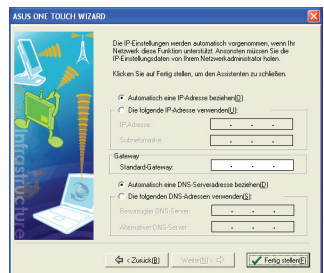 ASUS ONE TOUCH WIZARD
Die IP-Einstellungen werden automatisch vorgenommen, wenn Ihr
Netzwerk diese Funktion unterstützt. Ansonsten müssen Sie die
IP-Einstellungsdaten von Ihrem Netzwerkadministrator holen.
Klicken Sie auf Fertig stellen, um den Assistenten zu schließen.
Automatisch eine IP-Adresse beziehen(O)
Die folgende IP-Adresse verwenden(U):
IP-Adresse
Subnetzmaske:
Gateway
Standard-Gateway:
Automatisch eine DNS-Serveradresse beziehen(D)
Die folgenden DNS-Adressen verwenden(S):
Bevorzugter DNS-Server:
Alternativer DNS-Server:
< Zurück(B)
Weiter(N) >
Fertig stellen(F)
Infrastructure